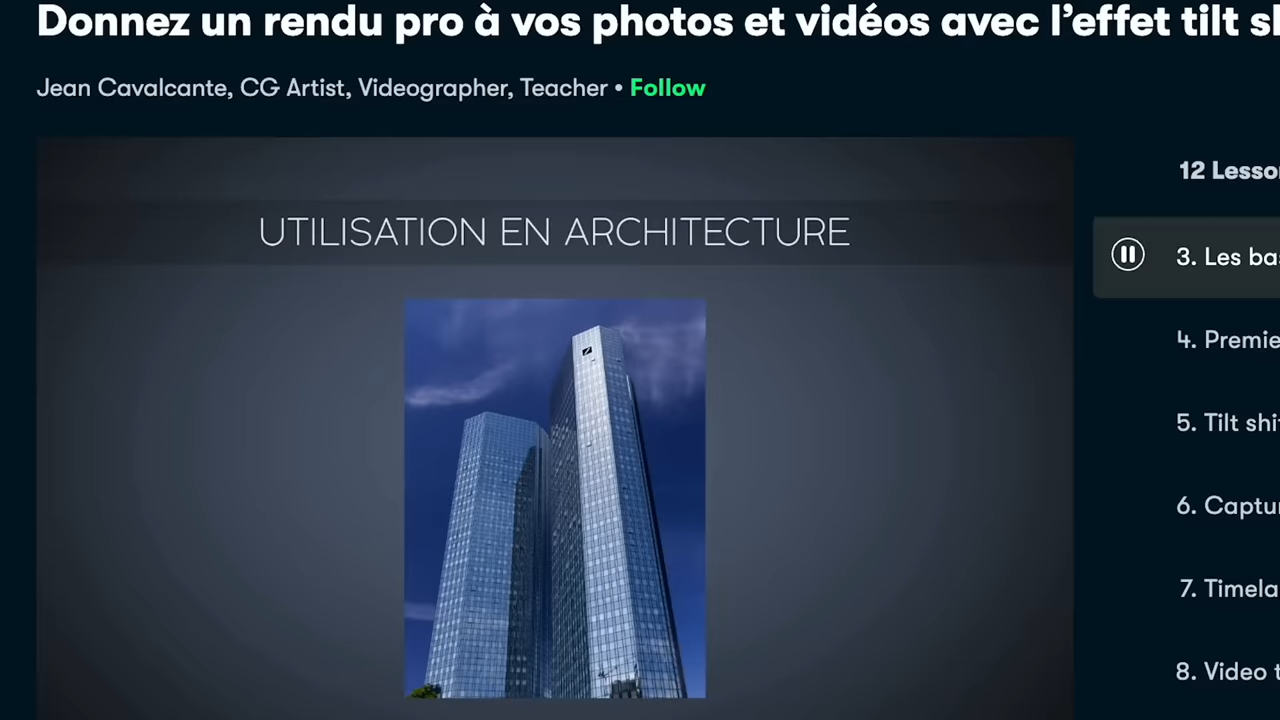 Donnez un rendu pro à vos photos et vidéos avec l’effet tilt
Jean Cavalcante, CG Artist, Videographer, Teacher • Follow
UTILISATION EN ARCHITECTURE
12
3. Les
4.
5. Tilt
6.
7.
8. Video